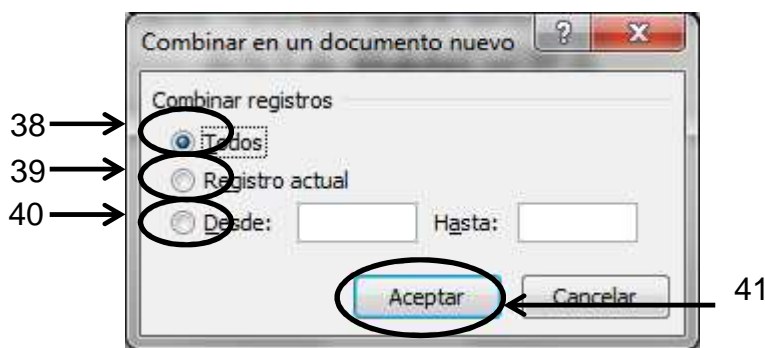 Combinar en un documento nuevo ? X
Combinar registros
38 Todos
39 Registro actual
40 Desde: Hasta:
Aceptar Cancelar 41